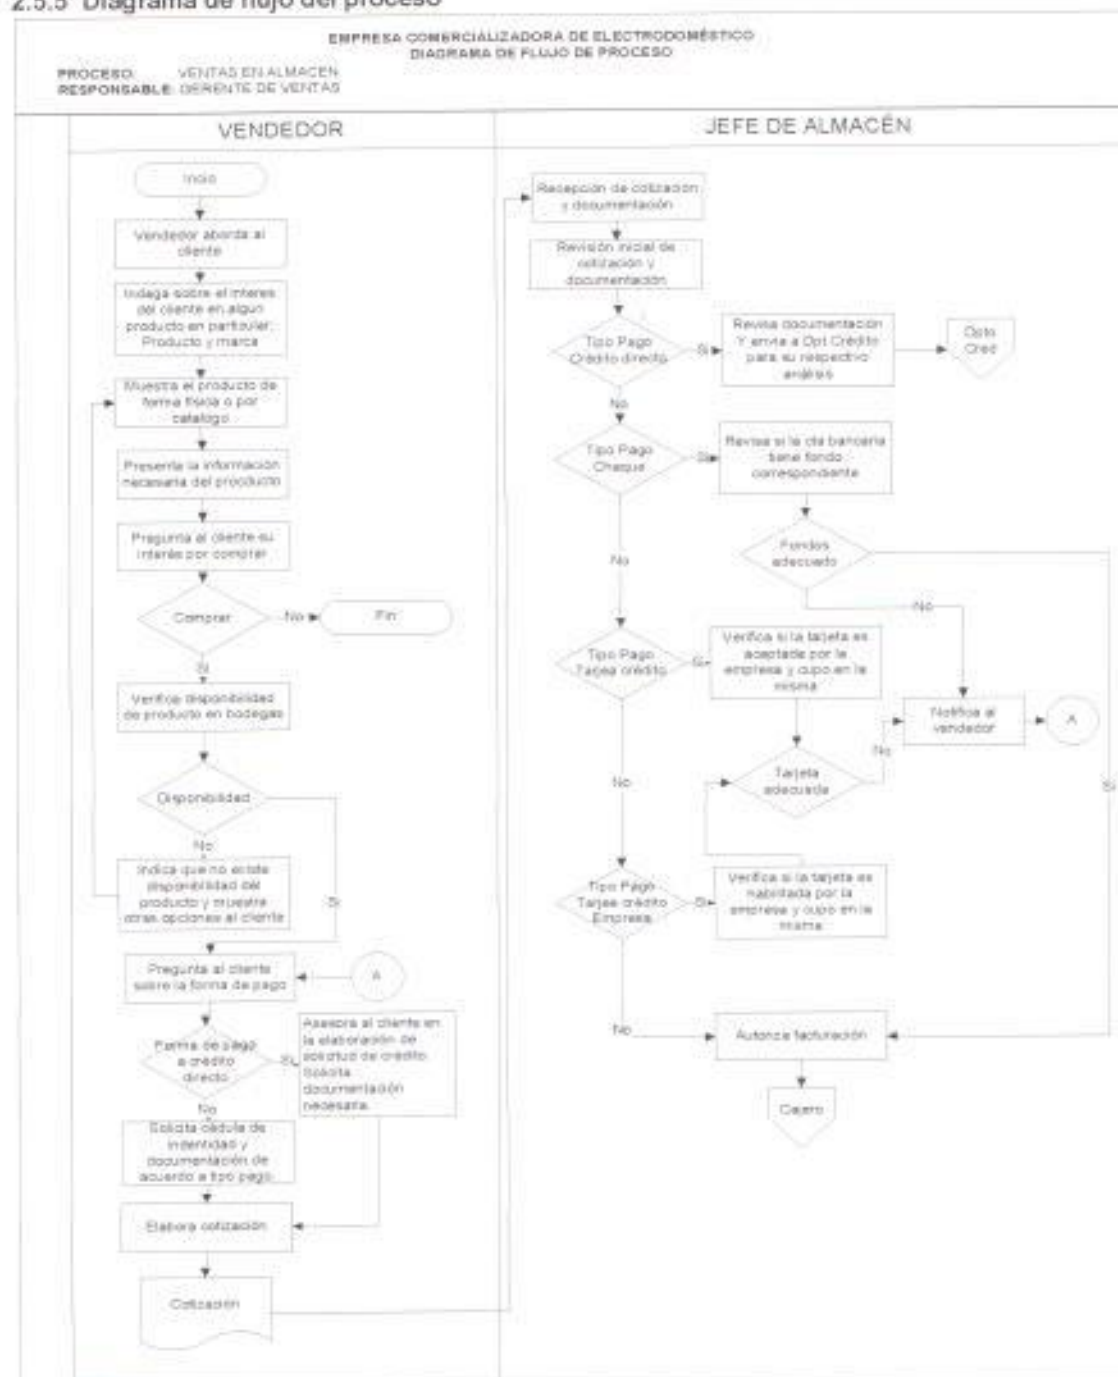 2.5.5 Diagrama de flujo del proceso
EMPRESA COMERCIALIZADORA DE ELECTRODOMÉSTICO
DIAGRAMA DE FLUJO DE PROCESO
PROCESO: VENTAS EN ALMACEN
RESPONSABLE: GERENTE DE VENTAS
VENDEDOR
Inicio
Vendedor aborda al
cliente
Indaga sobre el interes
del cliente en algun
producto en particular:
Producto y marca
Muestra el producto de
forma física o por
catalogo
Presenta la información
necesaria del producto
Pregunta al cliente su
interés por comprar
Comprar
No
Fin
Si
Verifica disponibilidad
de producto en bodegas
Disponibilidad
No
Indica que no existe
disponibilidad del
producto y muestra
otras opciones al cliente
Si
Pregunta al cliente
sobre la forma de pago
A
Forma de pago
a crédito
directo
Si
Asesora al cliente en
la elaboración de
solicitud de crédito.
Solicita
documentación
necesaria.
No
Solicita cédula de
indentidad y
documentación de
acuerdo a tipo pago
Elabora cotización
Cotización
JEFE DE ALMACÉN
Recepción de cotización
y documentación
Revisión inicial de
cotización y
documentación
Tipo Pago
Crédito directo
Si
Revisa documentación
Y envia a Dpt Crédito
para su respectivo
análisis
Dpto
Cred
No
Tipo Pago
Cheque
Si
Revisa si la cta bancaria
tiene fondo
correspondiente
Fondos
adecuado
No
Si
No
Tipo Pago
Tarjea crédito
Si
Verifica si la tarjeta es
aceptada por la
empresa y cupo en la
misma
Notifica al
vendedor
A
No
Tarjeta
adecuada
No
Tipo Pago
Tarjea crédito
Empresa
Si
Verifica si la tarjeta es
habilitada por la
empresa y cupo en la
misma
No
Autoriza facturación
Cajero